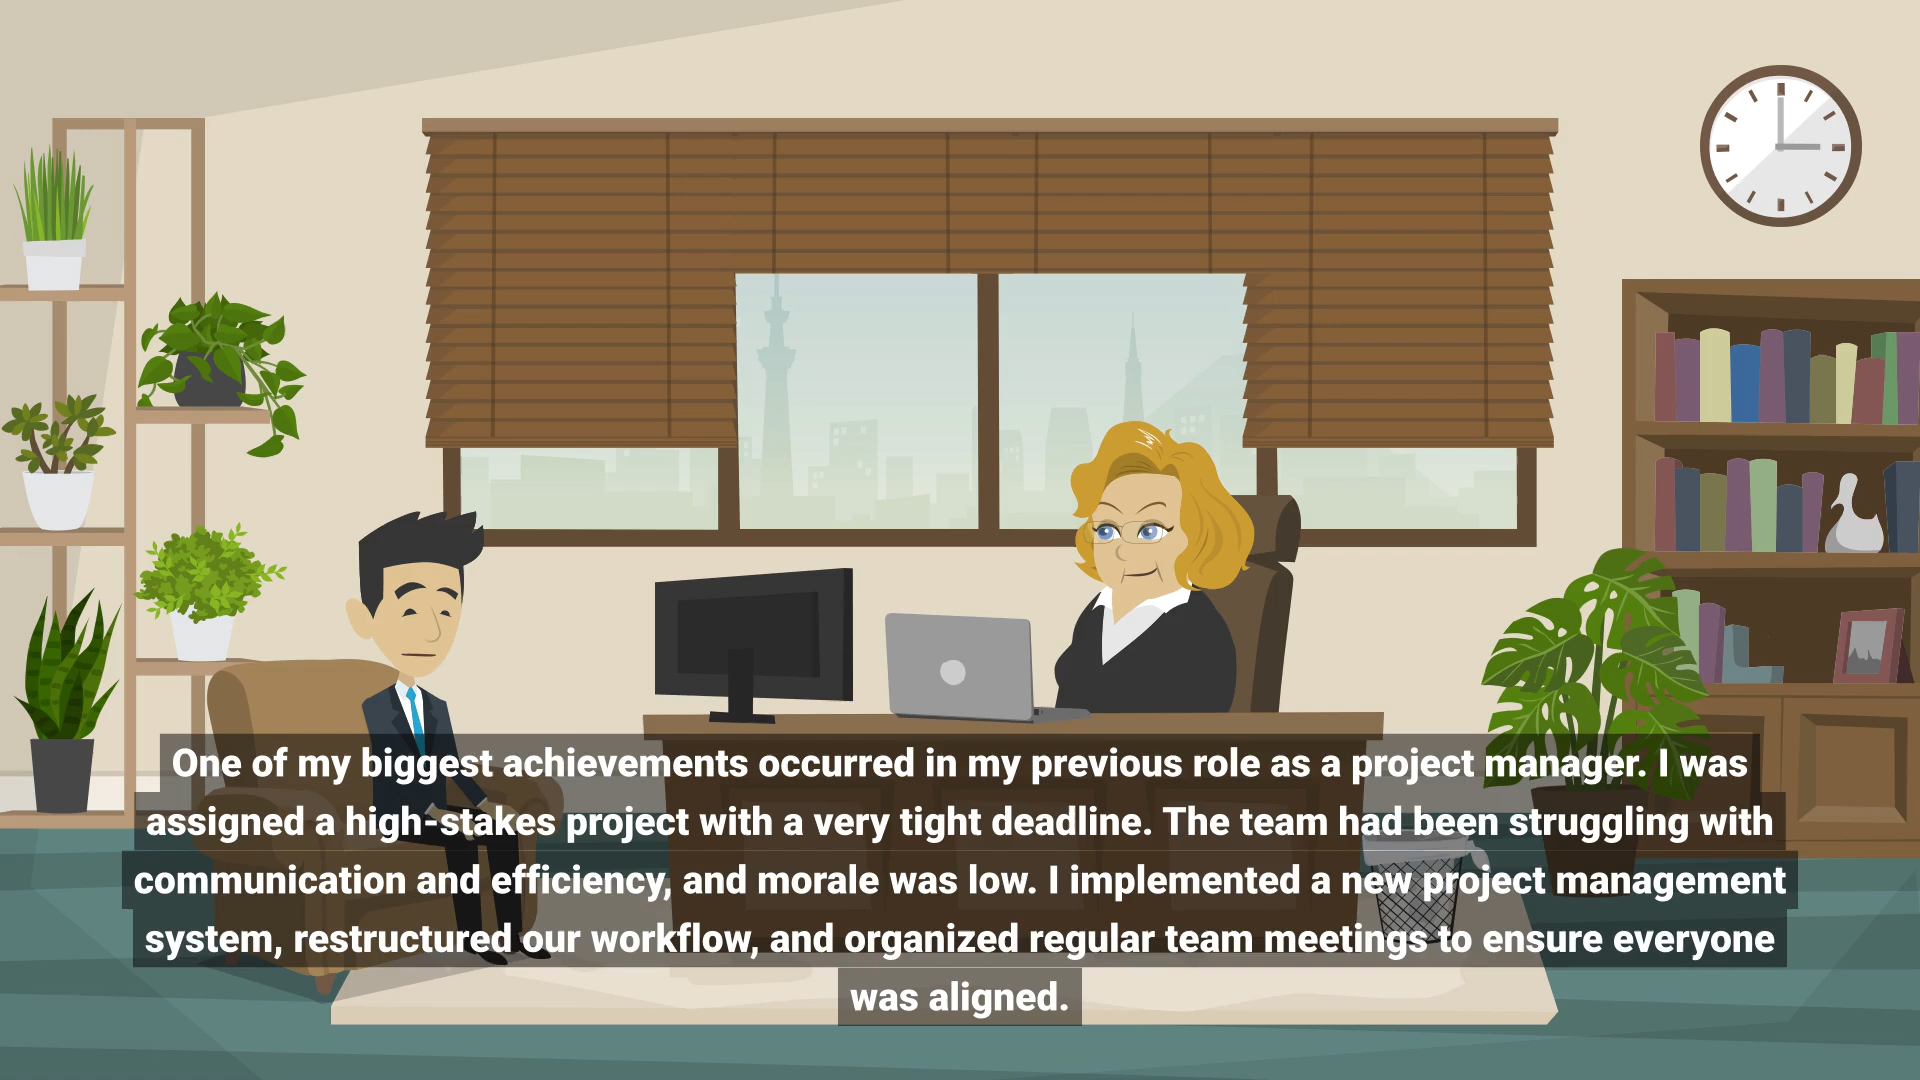 One of my biggest achievements occurred in my previous role as a project manager. I was
assigned a high-stakes project with a very tight deadline. The team had been struggling with
communication and efficiency, and morale was low. I implemented a new project management
system, restructured our workflow, and organized regular team meetings to ensure everyone
was aligned.